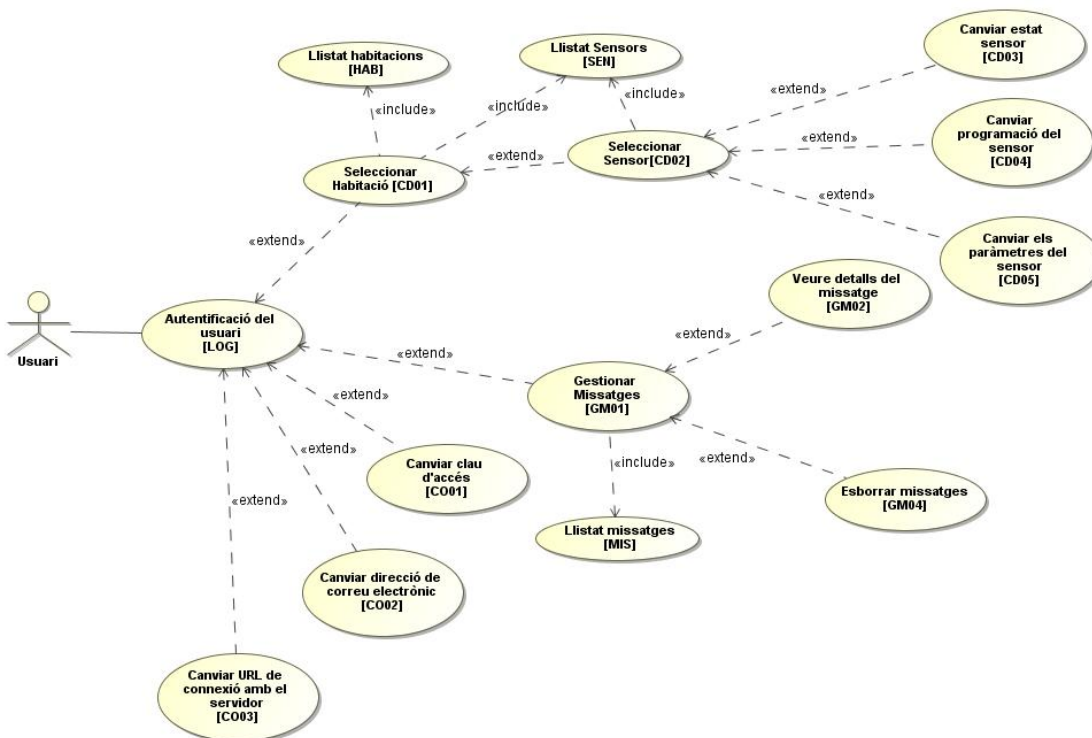 Llistat habitacions
[HAB]
Llistat Sensors
[SEN]
Canviar estat
sensor
[CD03]
«include»
«include»
«include»
«extend»
Canviar
programació del
sensor
[CD04]
«extend»
Seleccionar
Sensor[CD02]
«extend»
Seleccionar
Habitació [CD01]
«extend»
Canviar els
paràmetres del
sensor
[CD05]
«extend»
Veure detalls del
missatge
[GM02]
Usuari
Autentificació del
usuari
[LOG]
«extend»
«extend»
Gestionar
Missatges
[GM01]
«extend»
«extend»
«extend»
Canviar clau
d'accés
[CO01]
«include»
«extend»
Esborrar missatges
[GM04]
Llistat missatges
[MIS]
Canviar direcció de
correu electrònic
[CO02]
Canviar URL de
connexió amb el
servidor
[CO03]